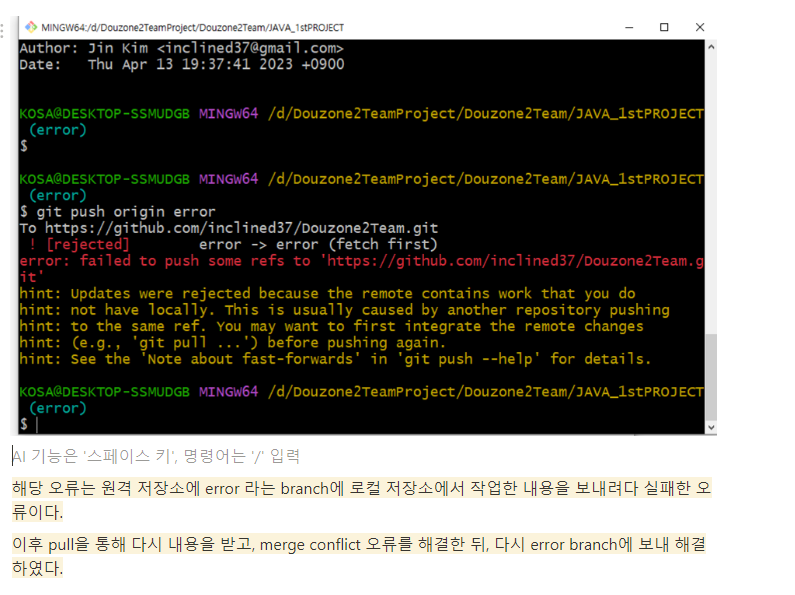 MINGW64:/d/Douzone2TeamProject/Douzone2Team/JAVA_1stPROJECT
Author: Jin Kim <inclined37@gmail.com>
Date:   Thu Apr 13 19:37:41 2023 +0900
KOSA@DESKTOP-SSMUDGB MINGW64 /d/Douzone2TeamProject/Douzone2Team/JAVA_1stPROJECT
(error)
$
KOSA@DESKTOP-SSMUDGB MINGW64 /d/Douzone2TeamProject/Douzone2Team/JAVA_1stPROJECT
(error)
$ git push origin error
To https://github.com/inclined37/Douzone2Team.git
! [rejected]        error -> error (fetch first)
error: failed to push some refs to 'https://github.com/inclined37/Douzone2Team.g
it'
hint: Updates were rejected because the remote contains work that you do
hint: not have locally. This is usually caused by another repository pushing
hint: to the same ref. You may want to first integrate the remote changes
hint: (e.g., 'git pull ...') before pushing again.
hint: See the 'Note about fast-forwards' in 'git push --help' for details.
KOSA@DESKTOP-SSMUDGB MINGW64 /d/Douzone2TeamProject/Douzone2Team/JAVA_1stPROJECT
(error)
$
AI 기능은 '스페이스 키', 명령어는 '/' 입력
해당 오류는 원격 저장소에 error 라는 branch에 로컬 저장소에서 작업한 내용을 보내려다 실패한 오
류이다.
이후 pull을 통해 다시 내용을 받고, merge conflict 오류를 해결한 뒤, 다시 error branch에 보내 해결
하였다.